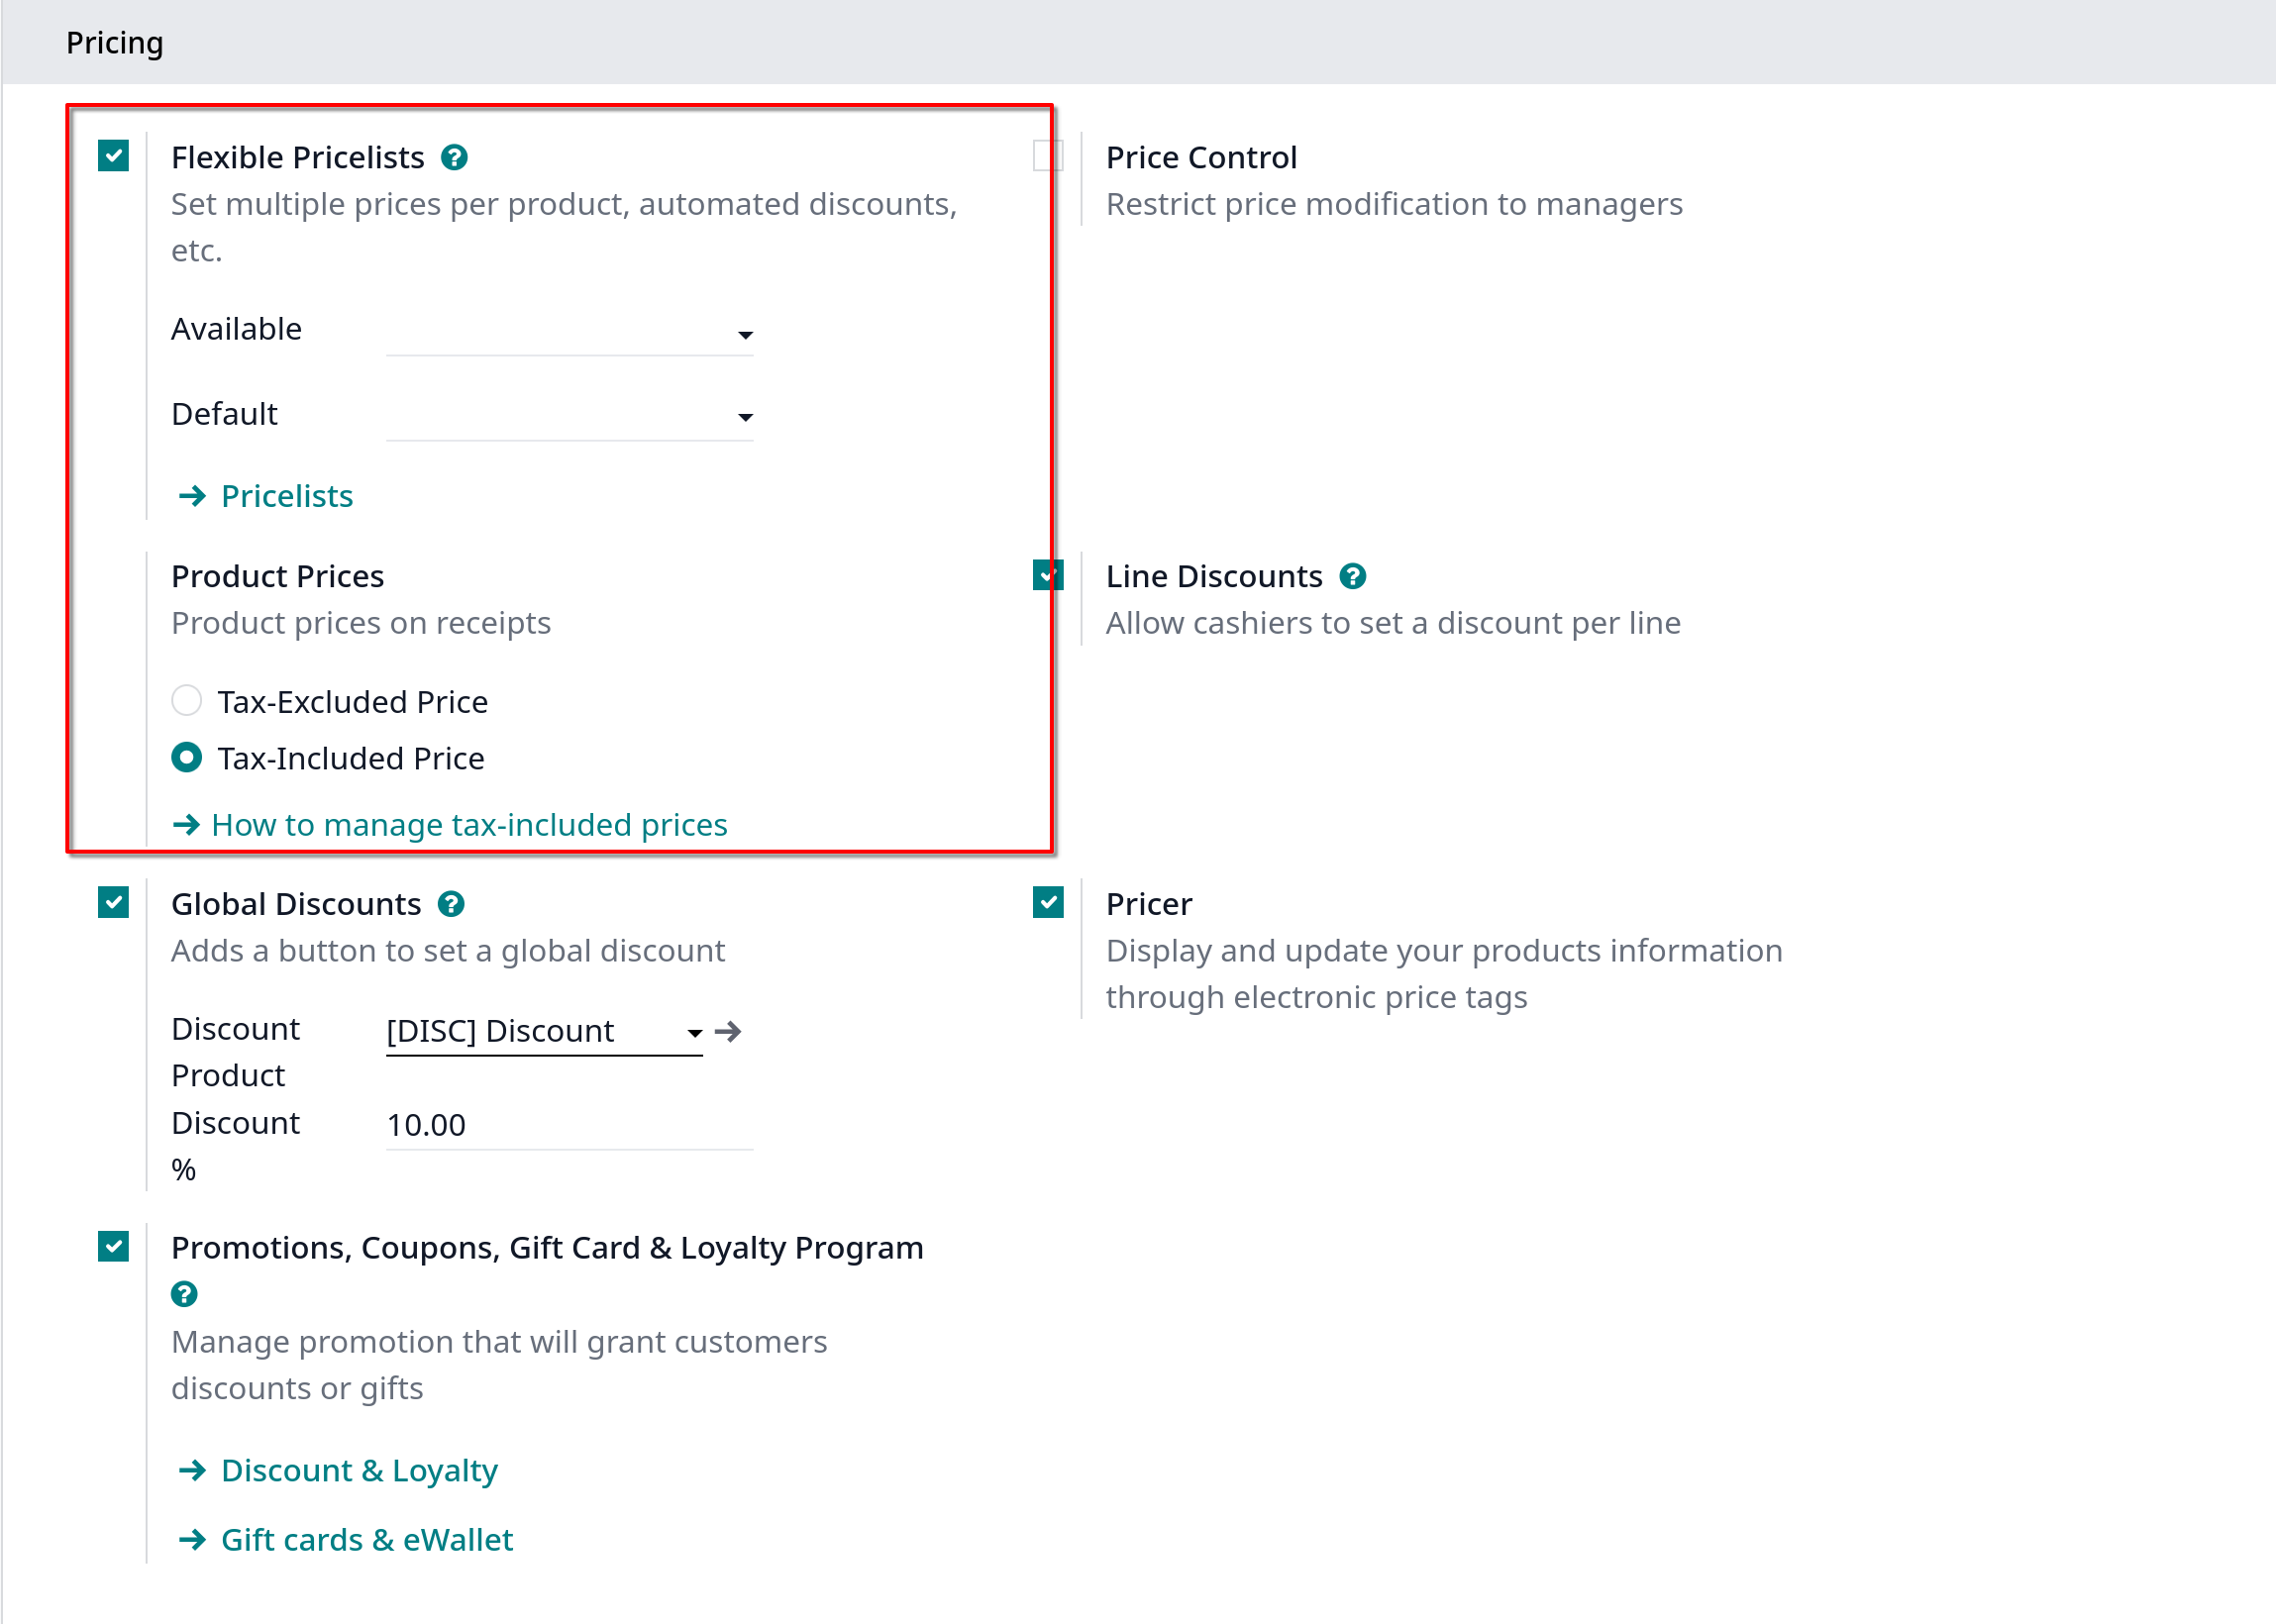 Pricing
Flexible Pricelists ?
Set multiple prices per product, automated discounts,
etc.
Available
Default
→ Pricelists
Price Control
Restrict price modification to managers
Product Prices
Product prices on receipts
Tax-Excluded Price
Tax-Included Price
→ How to manage tax-included prices
Line Discounts ?
Allow cashiers to set a discount per line
Global Discounts ?
Adds a button to set a global discount
Discount
Product
[DISC] Discount →
Discount
%
10.00
Pricer
Display and update your products information
through electronic price tags
Promotions, Coupons, Gift Card & Loyalty Program
?
Manage promotion that will grant customers
discounts or gifts
→ Discount & Loyalty
→ Gift cards & eWallet